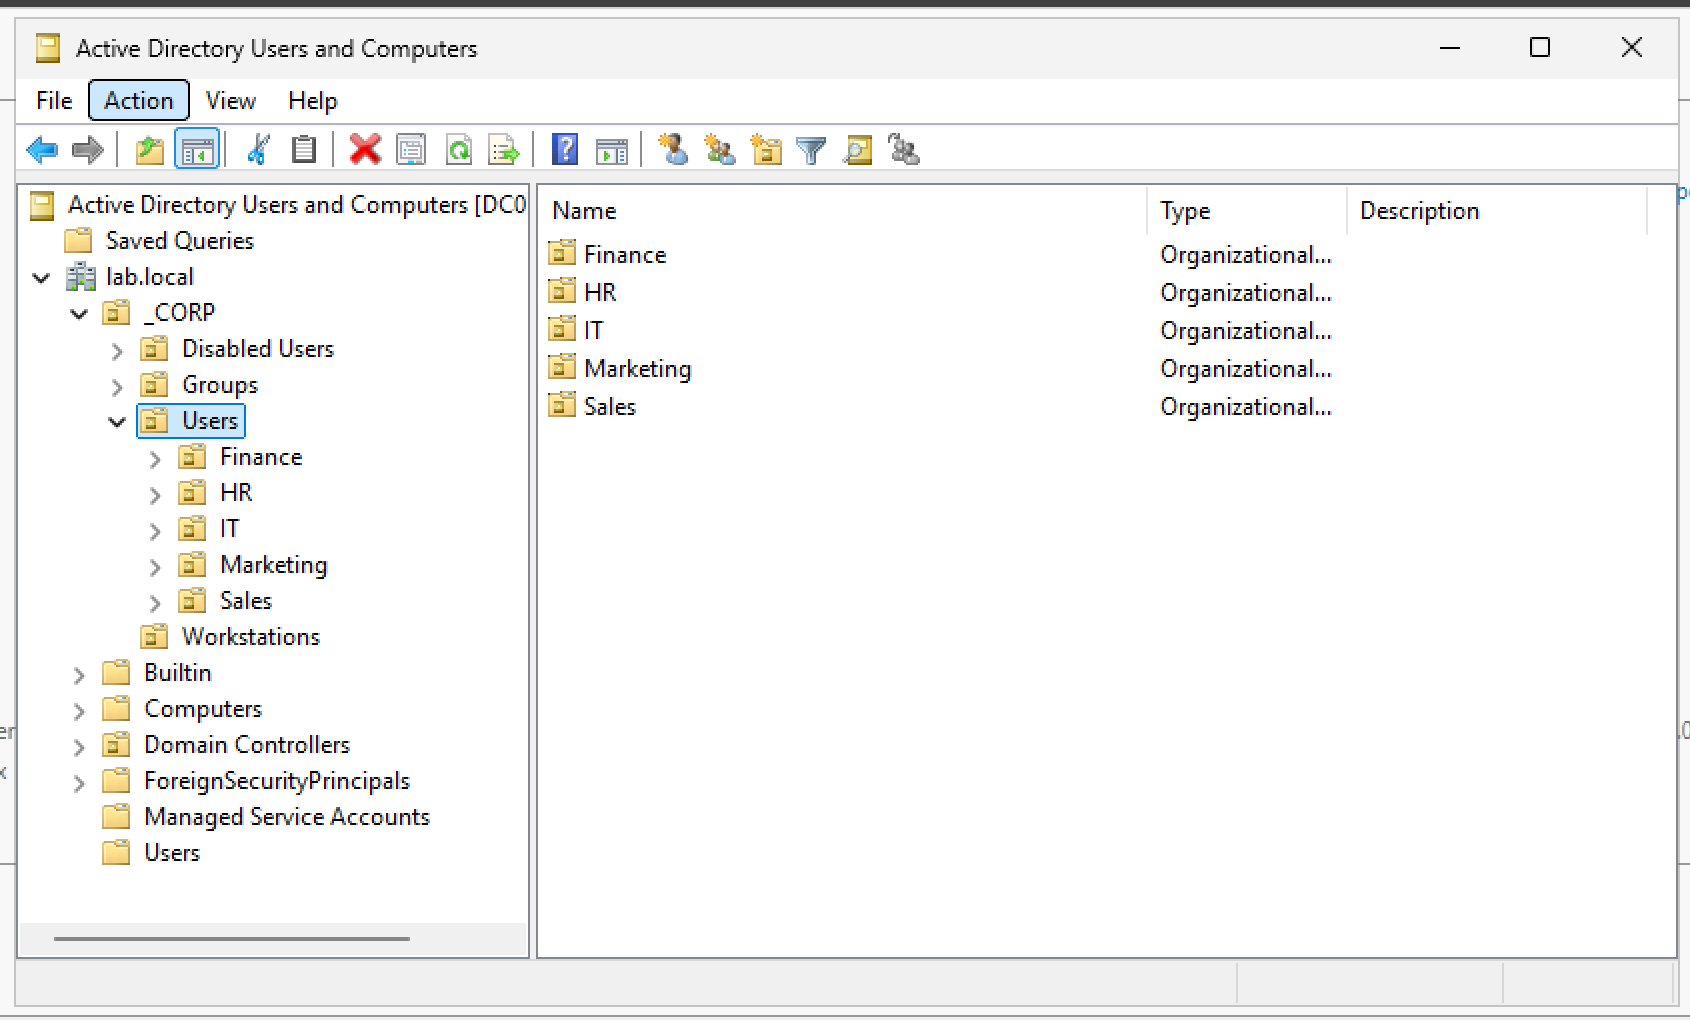 Active Directory Users and Computers
File Action View Help
Active Directory Users and Computers [DC0
Saved Queries
lab.local
_CORP
Disabled Users
Groups
Users
Finance
HR
IT
Marketing
Sales
Workstations
Builtin
Computers
Domain Controllers
ForeignSecurityPrincipals
Managed Service Accounts
Users
Name Type Description
Finance Organizational...
HR Organizational...
IT Organizational...
Marketing Organizational...
Sales Organizational...